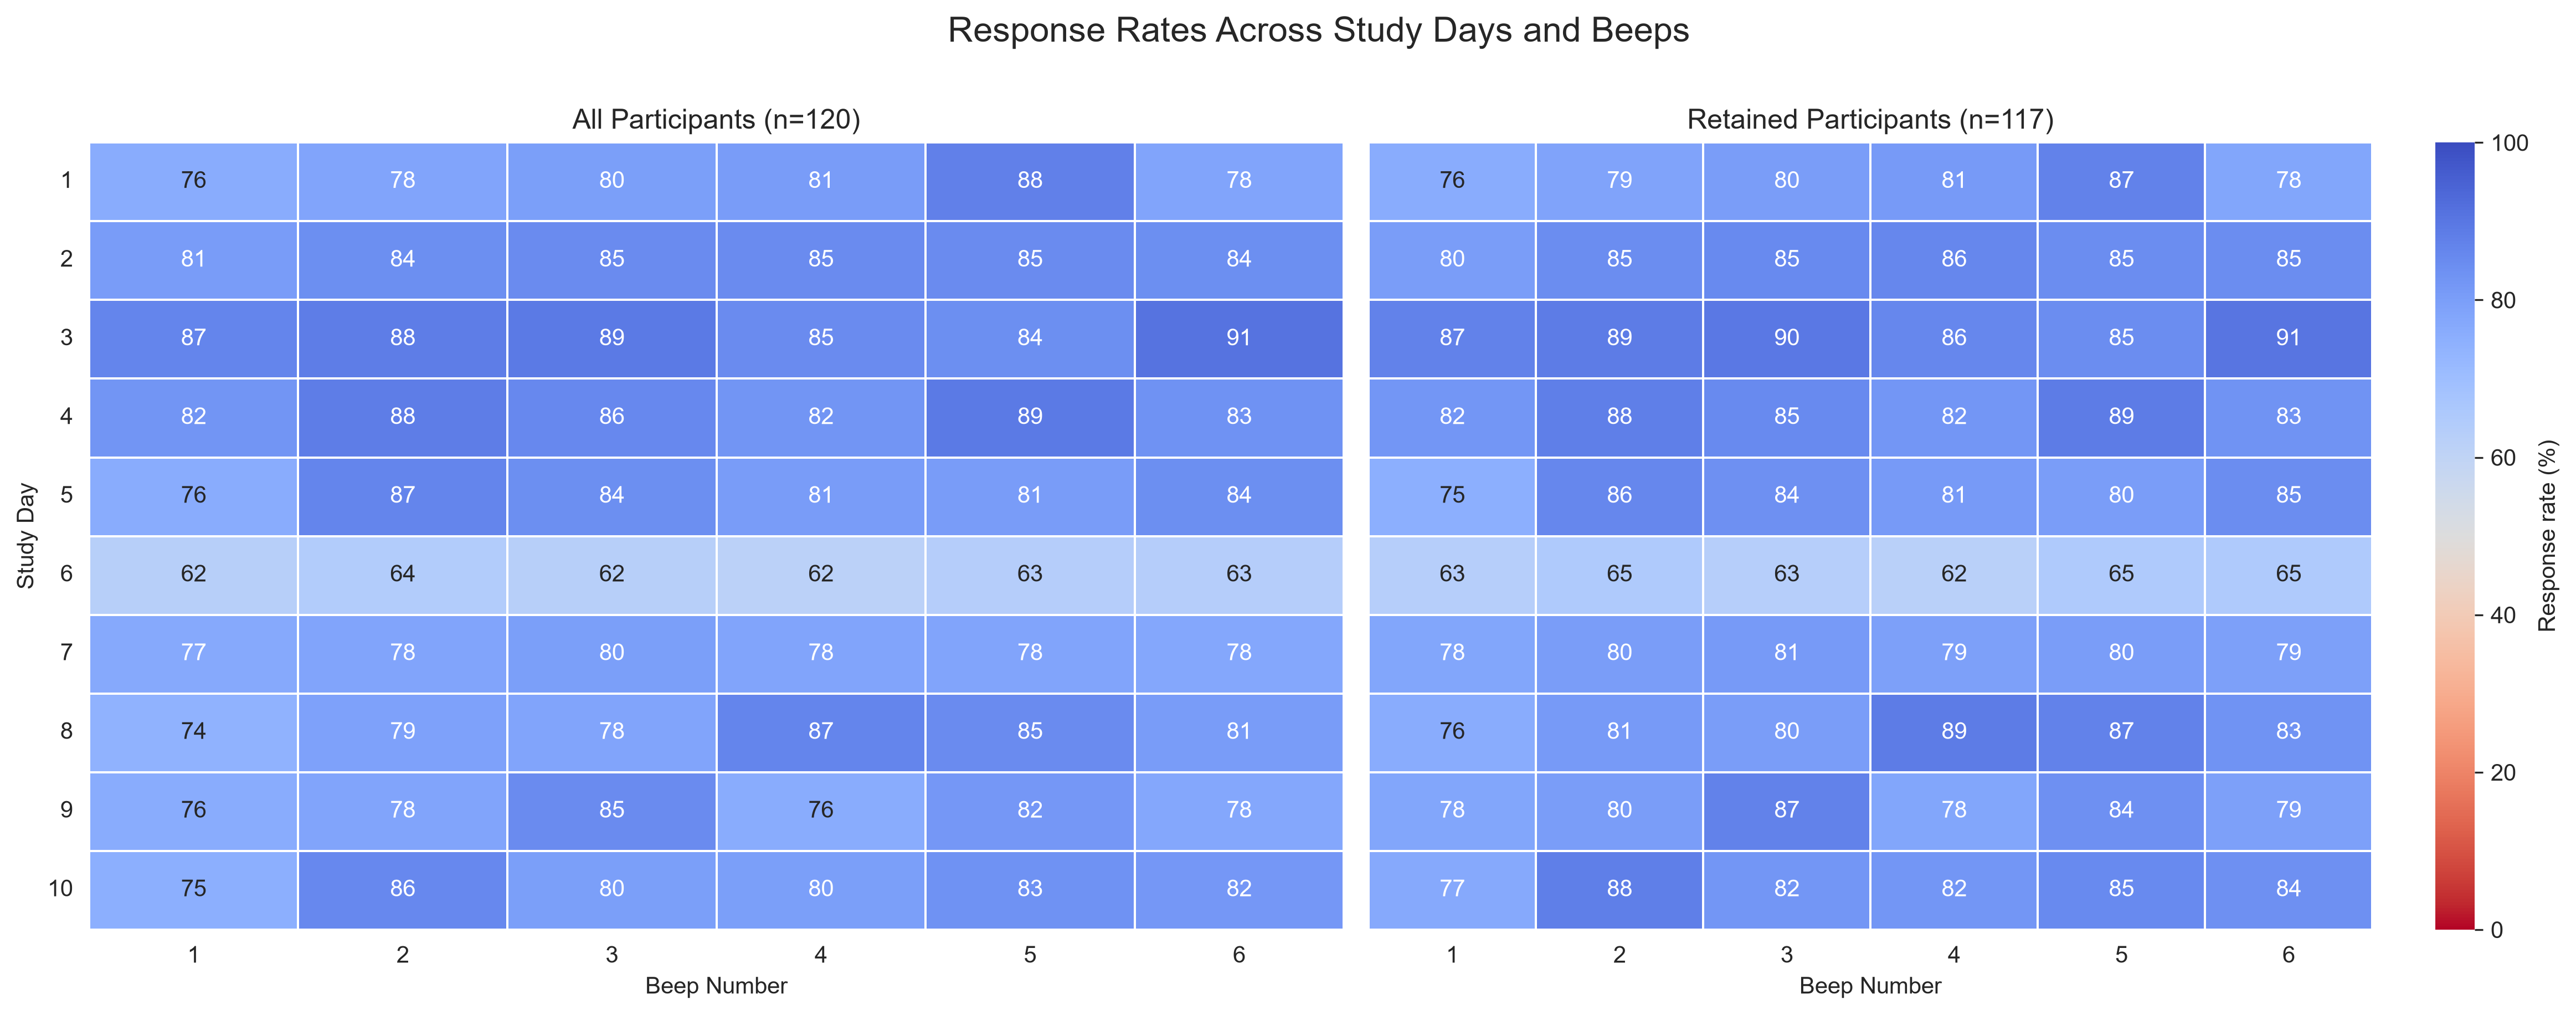 Response Rates Across Study Days and Beeps
All Participants (n=120)
Study Day
1 76 78 80 81 88 78
2 81 84 85 85 85 84
3 87 88 89 85 84 91
4 82 88 86 82 89 83
5 76 87 84 81 81 84
6 62 64 62 62 63 63
7 77 78 80 78 78 78
8 74 79 78 87 85 81
9 76 78 85 76 82 78
10 75 86 80 80 83 82
1 2 3 4 5 6
Beep Number
Retained Participants (n=117)
76 79 80 81 87 78
80 85 85 86 85 85
87 89 90 86 85 91
82 88 85 82 89 83
75 86 84 81 80 85
63 65 63 62 65 65
78 80 81 79 80 79
76 81 80 89 87 83
78 80 87 78 84 79
77 88 82 82 85 84
1 2 3 4 5 6
Beep Number
100
80
60
40
20
0
Response rate (%)